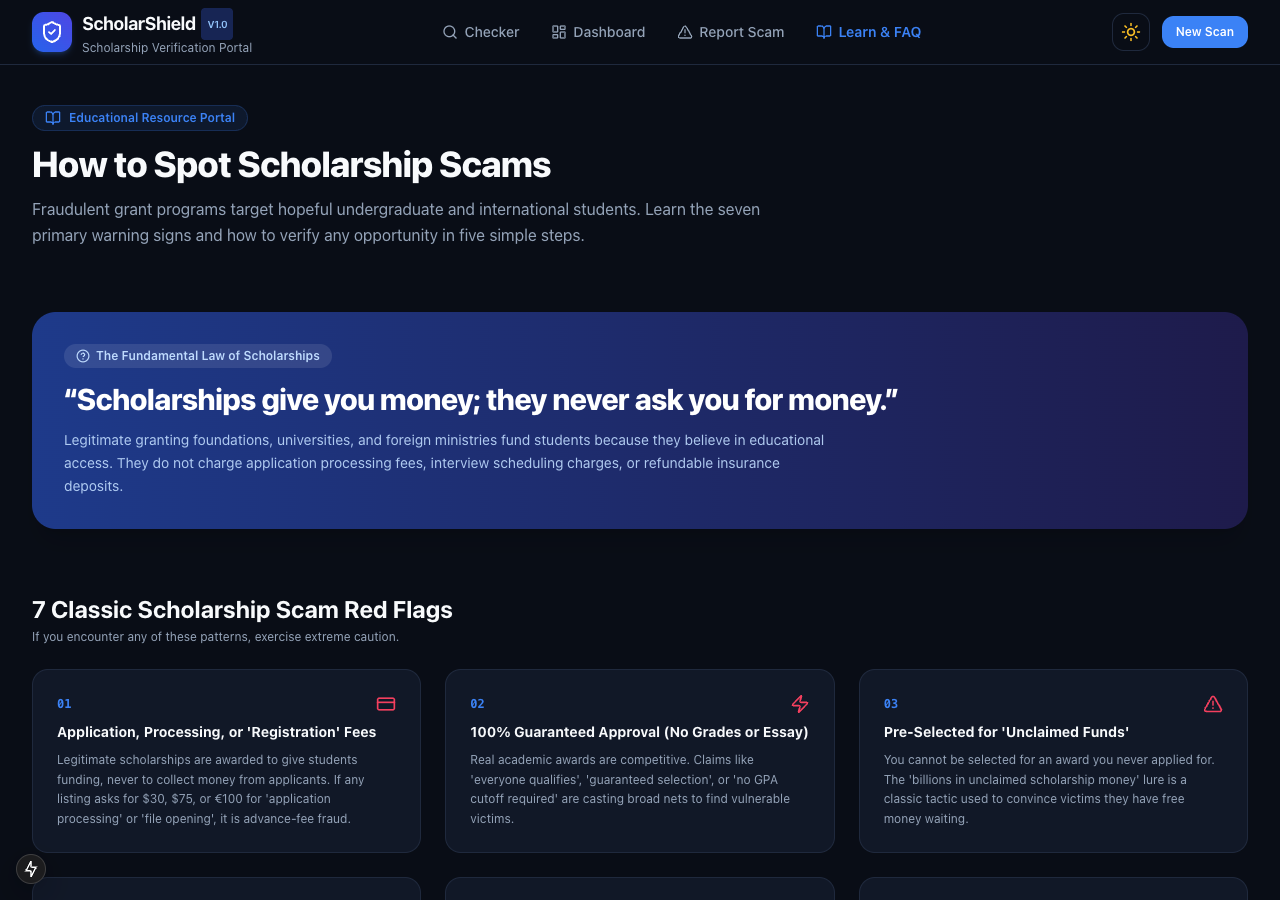 ScholarShield V1.0
Scholarship Verification Portal
Checker
Dashboard
Report Scam
Learn & FAQ
New Scan
Educational Resource Portal
How to Spot Scholarship Scams
Fraudulent grant programs target hopeful undergraduate and international students. Learn the seven
primary warning signs and how to verify any opportunity in five simple steps.
The Fundamental Law of Scholarships
“Scholarships give you money; they never ask you for money.”
Legitimate granting foundations, universities, and foreign ministries fund students because they believe in educational
access. They do not charge application processing fees, interview scheduling charges, or refundable insurance
deposits.
7 Classic Scholarship Scam Red Flags
If you encounter any of these patterns, exercise extreme caution.
01
Application, Processing, or 'Registration' Fees
Legitimate scholarships are awarded to give students
funding, never to collect money from applicants. If any
listing asks for $30, $75, or €100 for 'application
processing' or 'file opening', it is advance-fee fraud.
02
100% Guaranteed Approval (No Grades or Essay)
Real academic awards are competitive. Claims like
'everyone qualifies', 'guaranteed selection', or 'no GPA
cutoff required' are casting broad nets to find vulnerable
victims.
03
Pre-Selected for 'Unclaimed Funds'
You cannot be selected for an award you never applied for.
The 'billions in unclaimed scholarship money' lure is a
classic tactic used to convince victims they have free
money waiting.